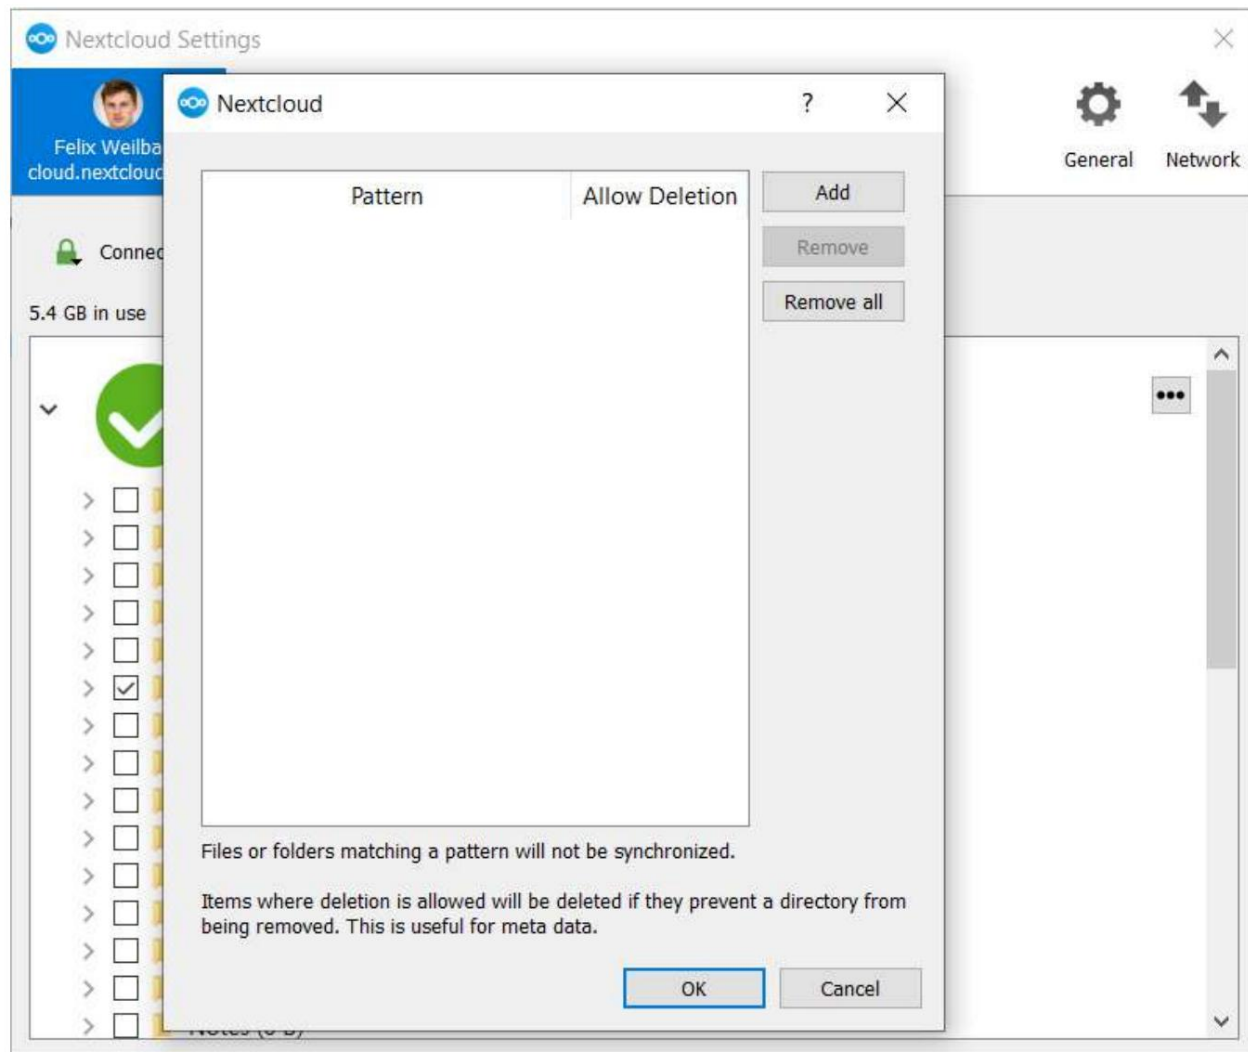 Nextcloud Settings
Nextcloud
?
Felix Weilba
cloud.nextcloud
General
Network
Pattern
Allow Deletion
Add
Connec
Remove
5.4 GB in use
Remove all
Files or folders matching a pattern will not be synchronized.
Items where deletion is allowed will be deleted if they prevent a directory from
being removed. This is useful for meta data.
OK
Cancel